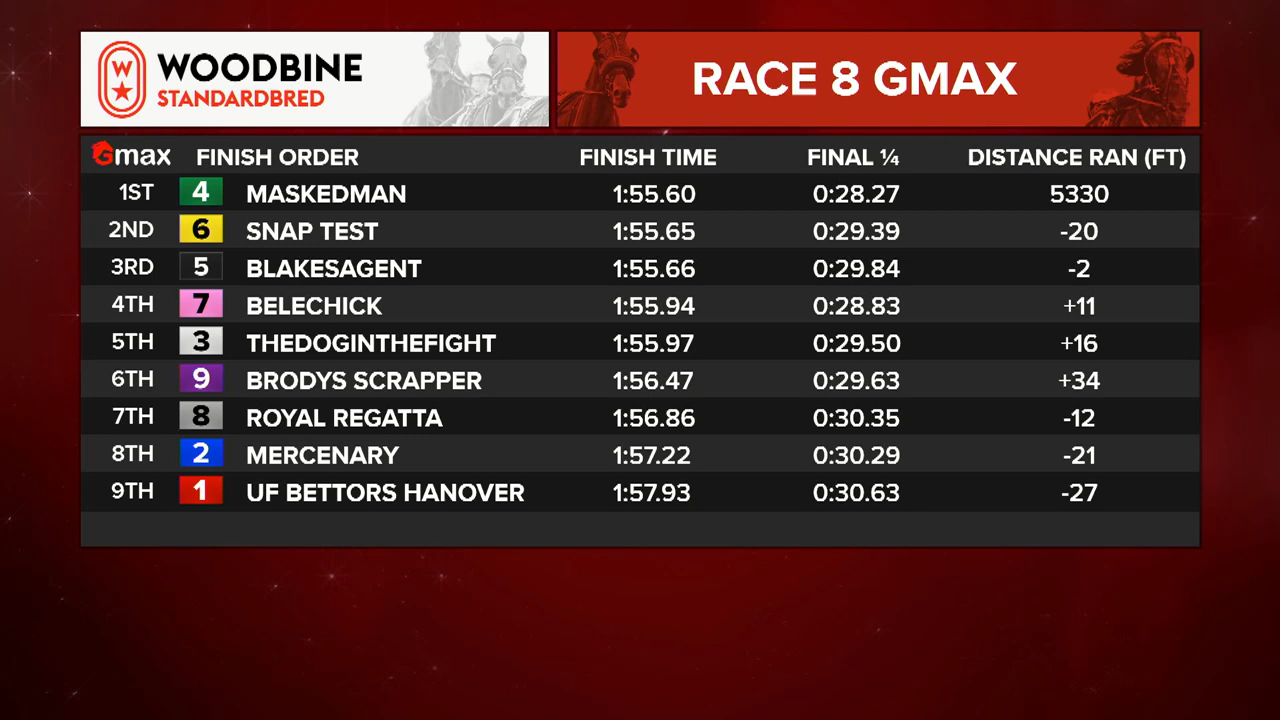 W
WOODBINE
STANDARDBRED
RACE 8 GMAX
Gmax FINISH ORDER FINISH TIME FINAL ¼ DISTANCE RAN (FT)
1ST 4 MASKEDMAN 1:55.60 0:28.27 5330
2ND 6 SNAP TEST 1:55.65 0:29.39 -20
3RD 5 BLAKESAGENT 1:55.66 0:29.84 -2
4TH 7 BELECHICK 1:55.94 0:28.83 +11
5TH 3 THEDOGINTHEFIGHT 1:55.97 0:29.50 +16
6TH 9 BRODYS SCRAPPER 1:56.47 0:29.63 +34
7TH 8 ROYAL REGATTA 1:56.86 0:30.35 -12
8TH 2 MERCENARY 1:57.22 0:30.29 -21
9TH 1 UF BETTORS HANOVER 1:57.93 0:30.63 -27